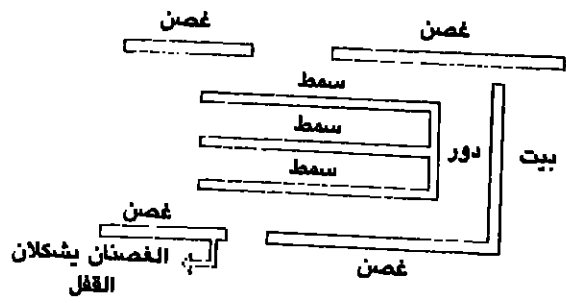 غصن غصن
سمط
سمط
سمط
دور
بيت
غصن
غصن
الغصنان يشكلان
القفل